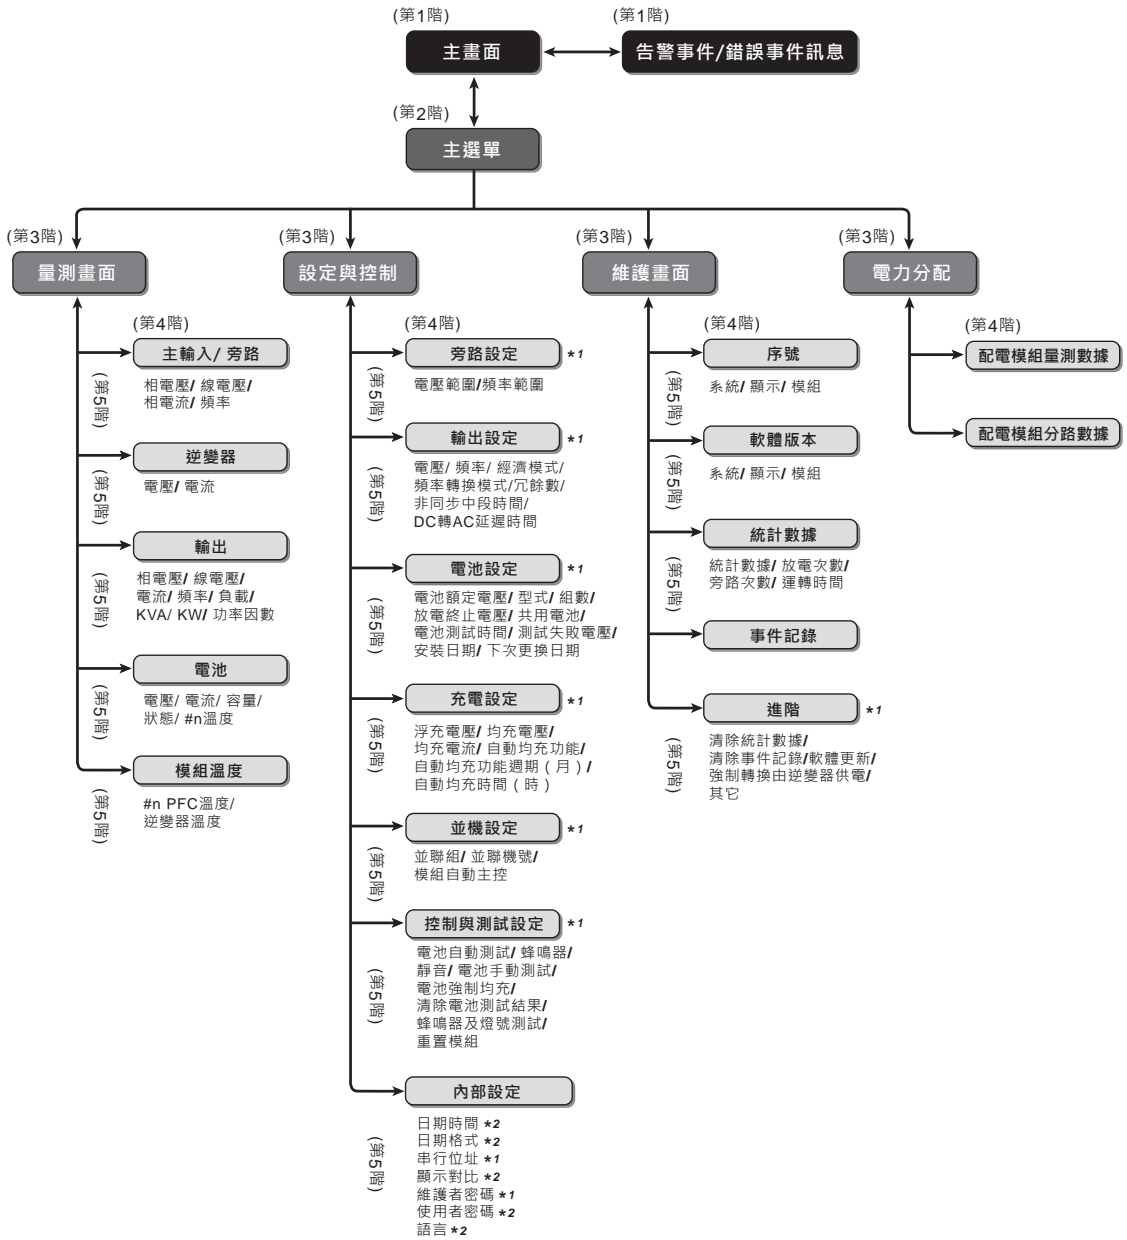 (第1階)
主畫面
(第1階)
告警事件/錯誤事件訊息
(第2階)
主選單
(第3階)
量測畫面
(第4階)
主輸入/ 旁路
(第5階)
相電壓/ 線電壓/
相電流/ 頻率
逆變器
(第5階)
電壓/ 電流
輸出
(第5階)
相電壓/ 線電壓/
電流/ 頻率/ 負載/
KVA/ KW/ 功率因數
電池
(第5階)
電壓/ 電流/ 容量/
狀態/ #n溫度
模組溫度
(第5階)
#n PFC溫度/
逆變器溫度
(第3階)
設定與控制
(第4階)
旁路設定 *1
(第5階)
電壓範圍/頻率範圍
輸出設定 *1
(第5階)
電壓/ 頻率/ 經濟模式/
頻率轉換模式/冗餘數/
非同步中段時間/
DC轉AC延遲時間
電池設定 *1
(第5階)
電池額定電壓/ 型式/ 組數/
放電終止電壓/ 共用電池/
電池測試時間/ 測試失敗電壓/
安裝日期/ 下次更換日期
充電設定 *1
(第5階)
浮充電壓/ 均充電壓/
均充電流/ 自動均充功能/
自動均充功能週期(月)/
自動均充時間(時)
並機設定 *1
(第5階)
並聯組/ 並聯機號/
模組自動主控
控制與測試設定 *1
(第5階)
電池自動測試/ 蜂鳴器/
靜音/ 電池手動測試/
電池強制均充/
清除電池測試結果/
蜂鳴器及燈號測試/
重置模組
內部設定
(第5階)
日期時間 *2
日期格式 *2
串行位址 *1
顯示對比 *2
維護者密碼 *1
使用者密碼 *2
語言 *2
(第3階)
維護畫面
(第4階)
序號
(第5階)
系統/ 顯示/ 模組
軟體版本
(第5階)
系統/ 顯示/ 模組
統計數據
(第5階)
統計數據/ 放電次數/
旁路次數/ 運轉時間
事件記錄
進階 *1
(第5階)
清除統計數據/
清除事件記錄/軟體更新/
強制轉換由逆變器供電/
其它
(第3階)
電力分配
(第4階)
配電模組量測數據
配電模組分路數據